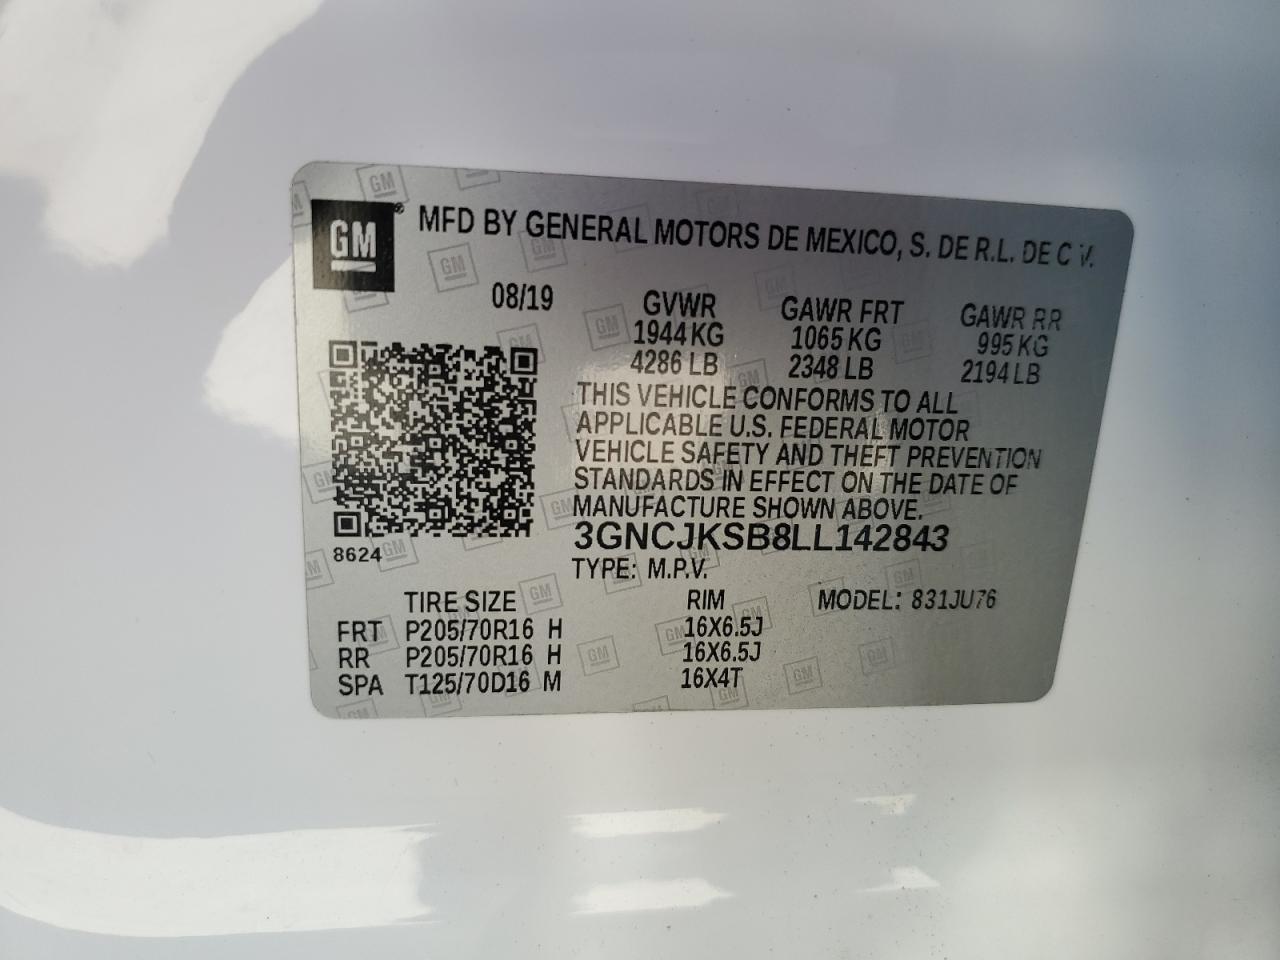 GM
MFD BY GENERAL MOTORS DE MEXICO, S. DE R.L. DE C.V.
08/19 GVWR GAWR FRT GAWR RR
1944 KG 1065 KG 995 KG
4286 LB 2348 LB 2194 LB
THIS VEHICLE CONFORMS TO ALL
APPLICABLE U.S. FEDERAL MOTOR
VEHICLE SAFETY AND THEFT PREVENTION
STANDARDS IN EFFECT ON THE DATE OF
MANUFACTURE SHOWN ABOVE.
3GNCJKSB8LL142843
8624
TYPE: M.P.V.
TIRE SIZE RIM MODEL: 831JU76
FRT P205/70R16 H 16X6.5J
RR P205/70R16 H 16X6.5J
SPA T125/70D16 M 16X4T